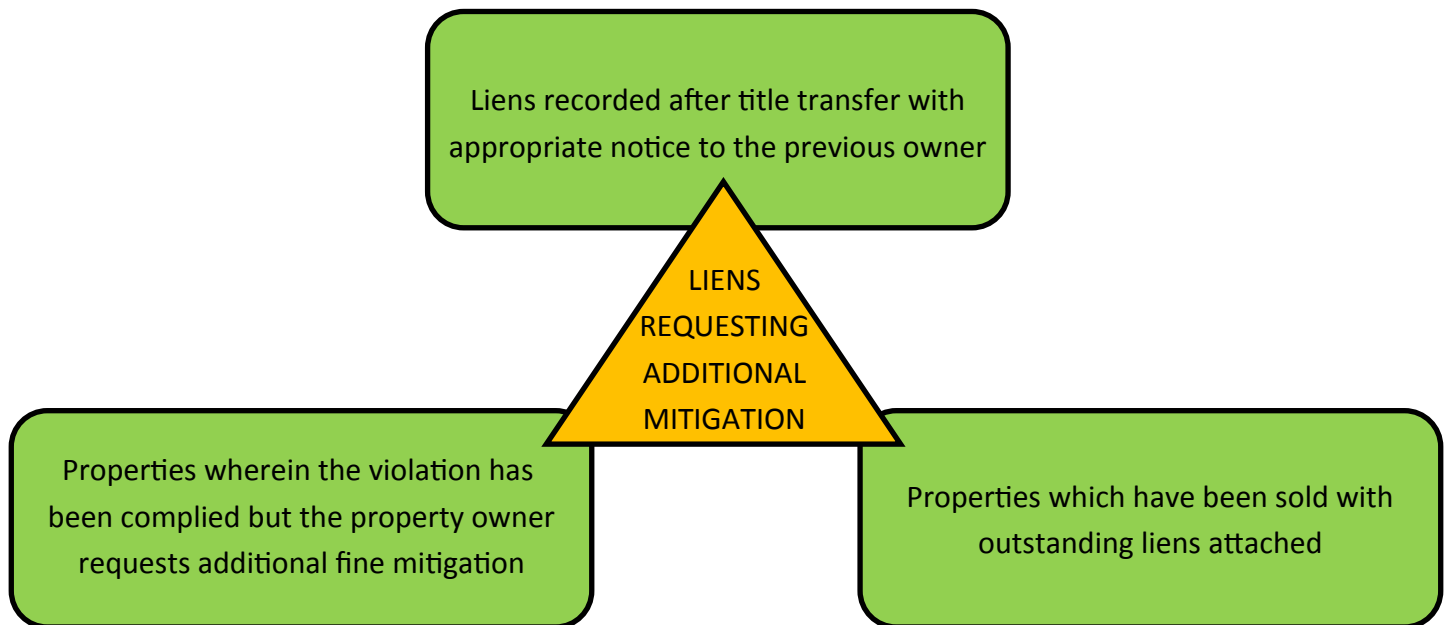 Liens recorded after title transfer with
appropriate notice to the previous owner
LIENS
REQUESTING
ADDITIONAL
MITIGATION
Properties wherein the violation has
been complied but the property owner
requests additional fine mitigation
Properties which have been sold with
outstanding liens attached